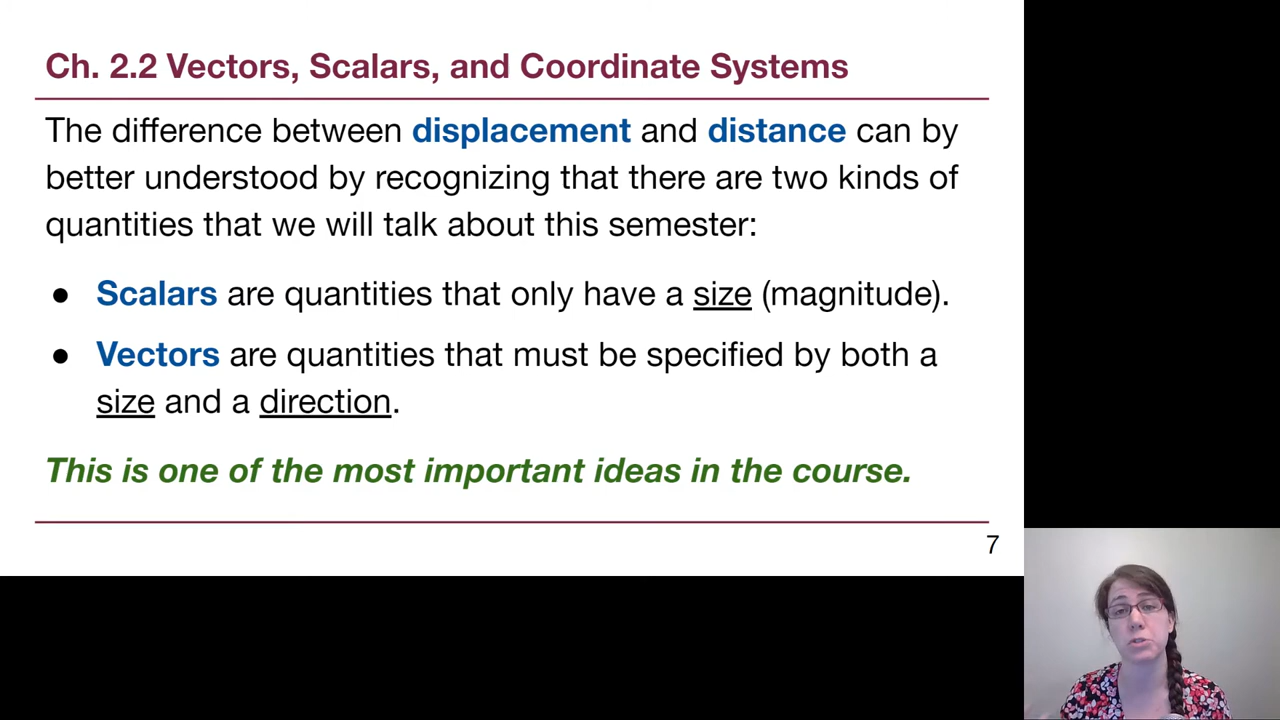 Ch. 2.2 Vectors, Scalars, and Coordinate Systems
The difference between displacement and distance can by
better understood by recognizing that there are two kinds of
quantities that we will talk about this semester:
● Scalars are quantities that only have a size (magnitude).
● Vectors are quantities that must be specified by both a
size and a direction.
This is one of the most important ideas in the course.
7